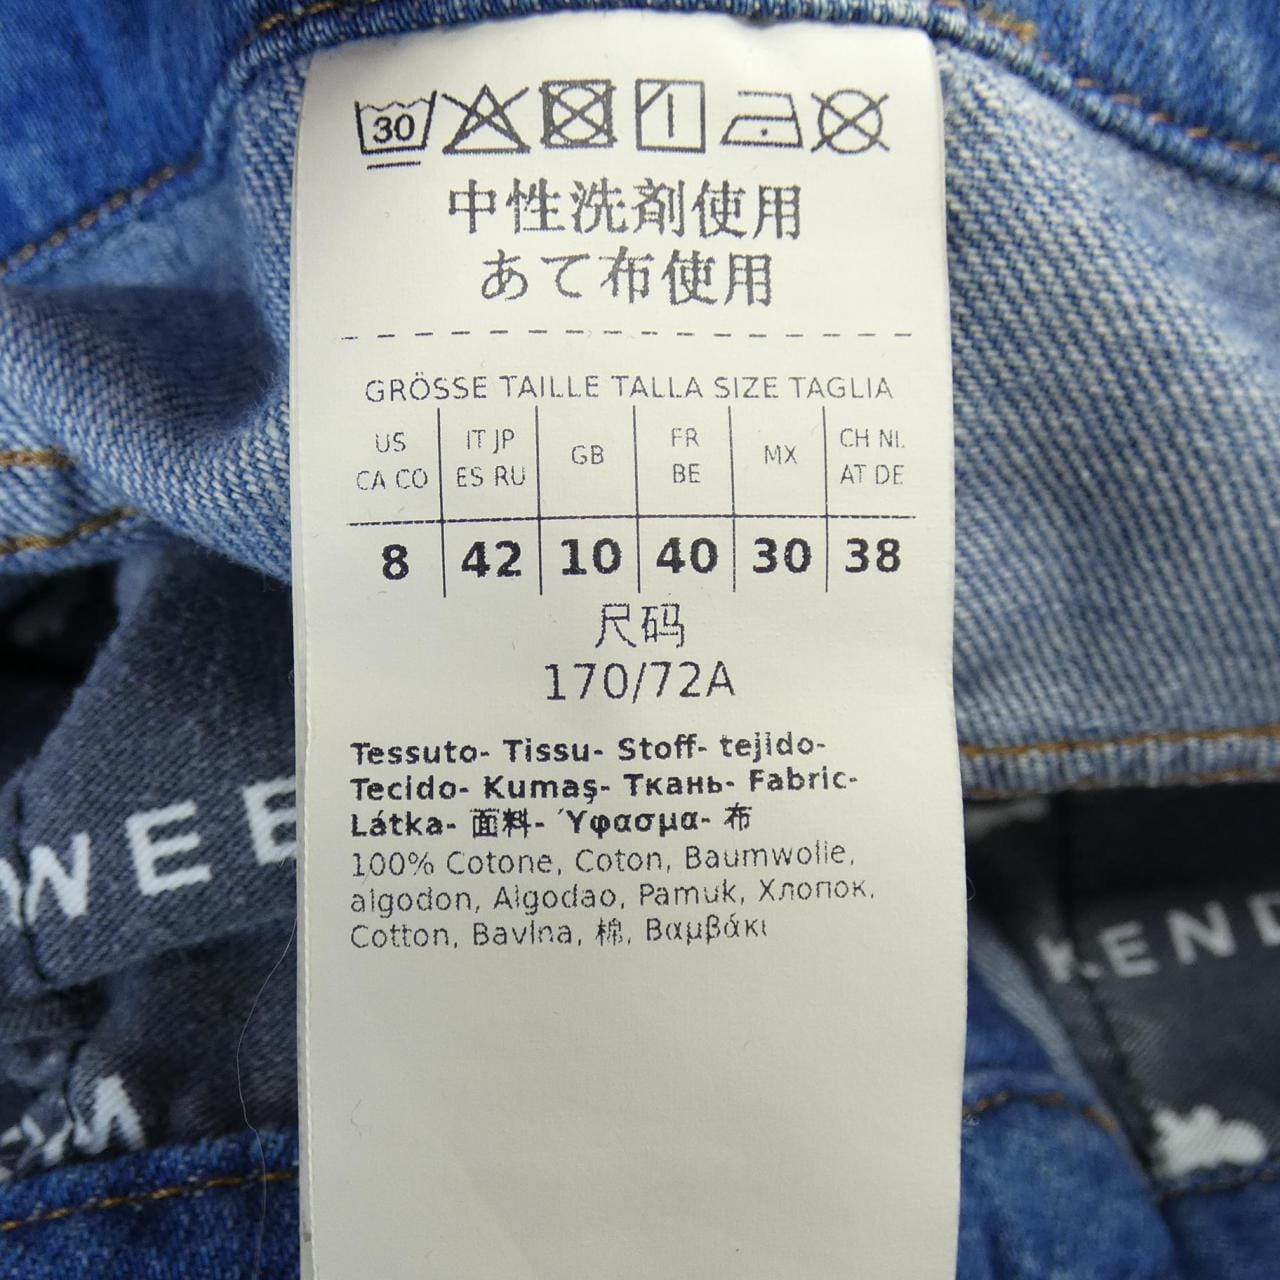 30
中性洗剤使用
あて布使用
GRÖSSE TAILLE TALLA SIZE TAGLIA
US CA CO
IT JP ES RU
GB
FR BE
MX
CH NL AT DE
8 42 10 40 30 38
尺码
170/72A
Tessuto- Tissu- Stoff- tejido-
Tecido- Kumaş- Ткань- Fabric-
Látka- 面料- Ύφασμα- 布
100% Cotone, Coton, Baumwolle,
algodon, Algodao, Pamuk, Хлопок,
Cotton, Bavlna, 棉, Βαμβάκι
WEE
KEND